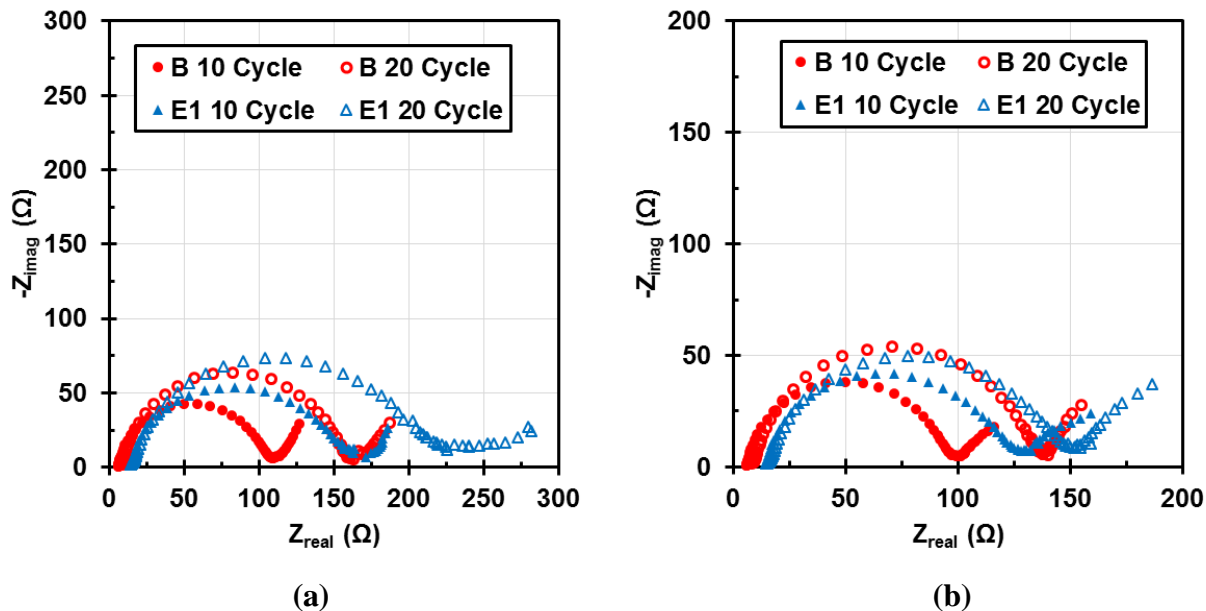 300
250
200
150
100
50
0
-Zimag (Ω)
B 10 Cycle
B 20 Cycle
E1 10 Cycle
E1 20 Cycle
0 50 100 150 200 250 300
Zreal (Ω)
(a)
200
150
100
50
0
-Zimag (Ω)
B 10 Cycle
B 20 Cycle
E1 10 Cycle
E1 20 Cycle
0 50 100 150 200
Zreal (Ω)
(b)